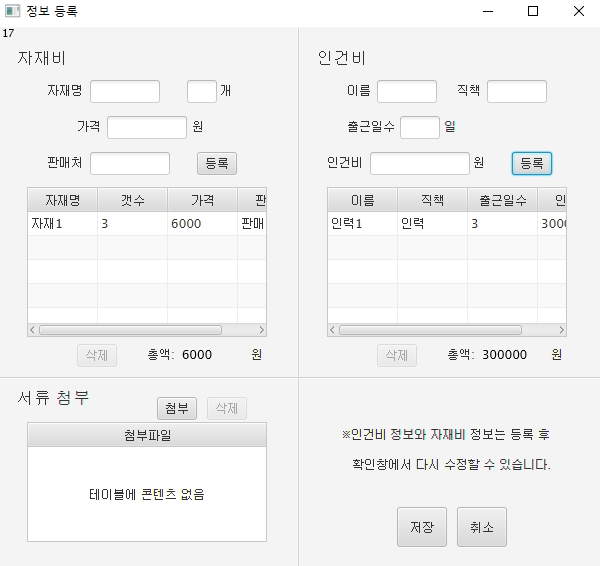 정보 등록
17
자재비
자재명 개
가격 원
판매처 등록
자재명 갯수 가격 판
자재1 3 6000 판매
삭제 총액: 6000 원
인건비
이름 직책
출근일수 일
인건비 원 등록
이름 직책 출근일수 인
인력1 인력 3 3000
삭제 총액: 300000 원
서류 첨부 첨부 삭제
첨부파일
테이블에 콘텐츠 없음
※인건비 정보와 자재비 정보는 등록 후
확인창에서 다시 수정할 수 있습니다.
저장 취소